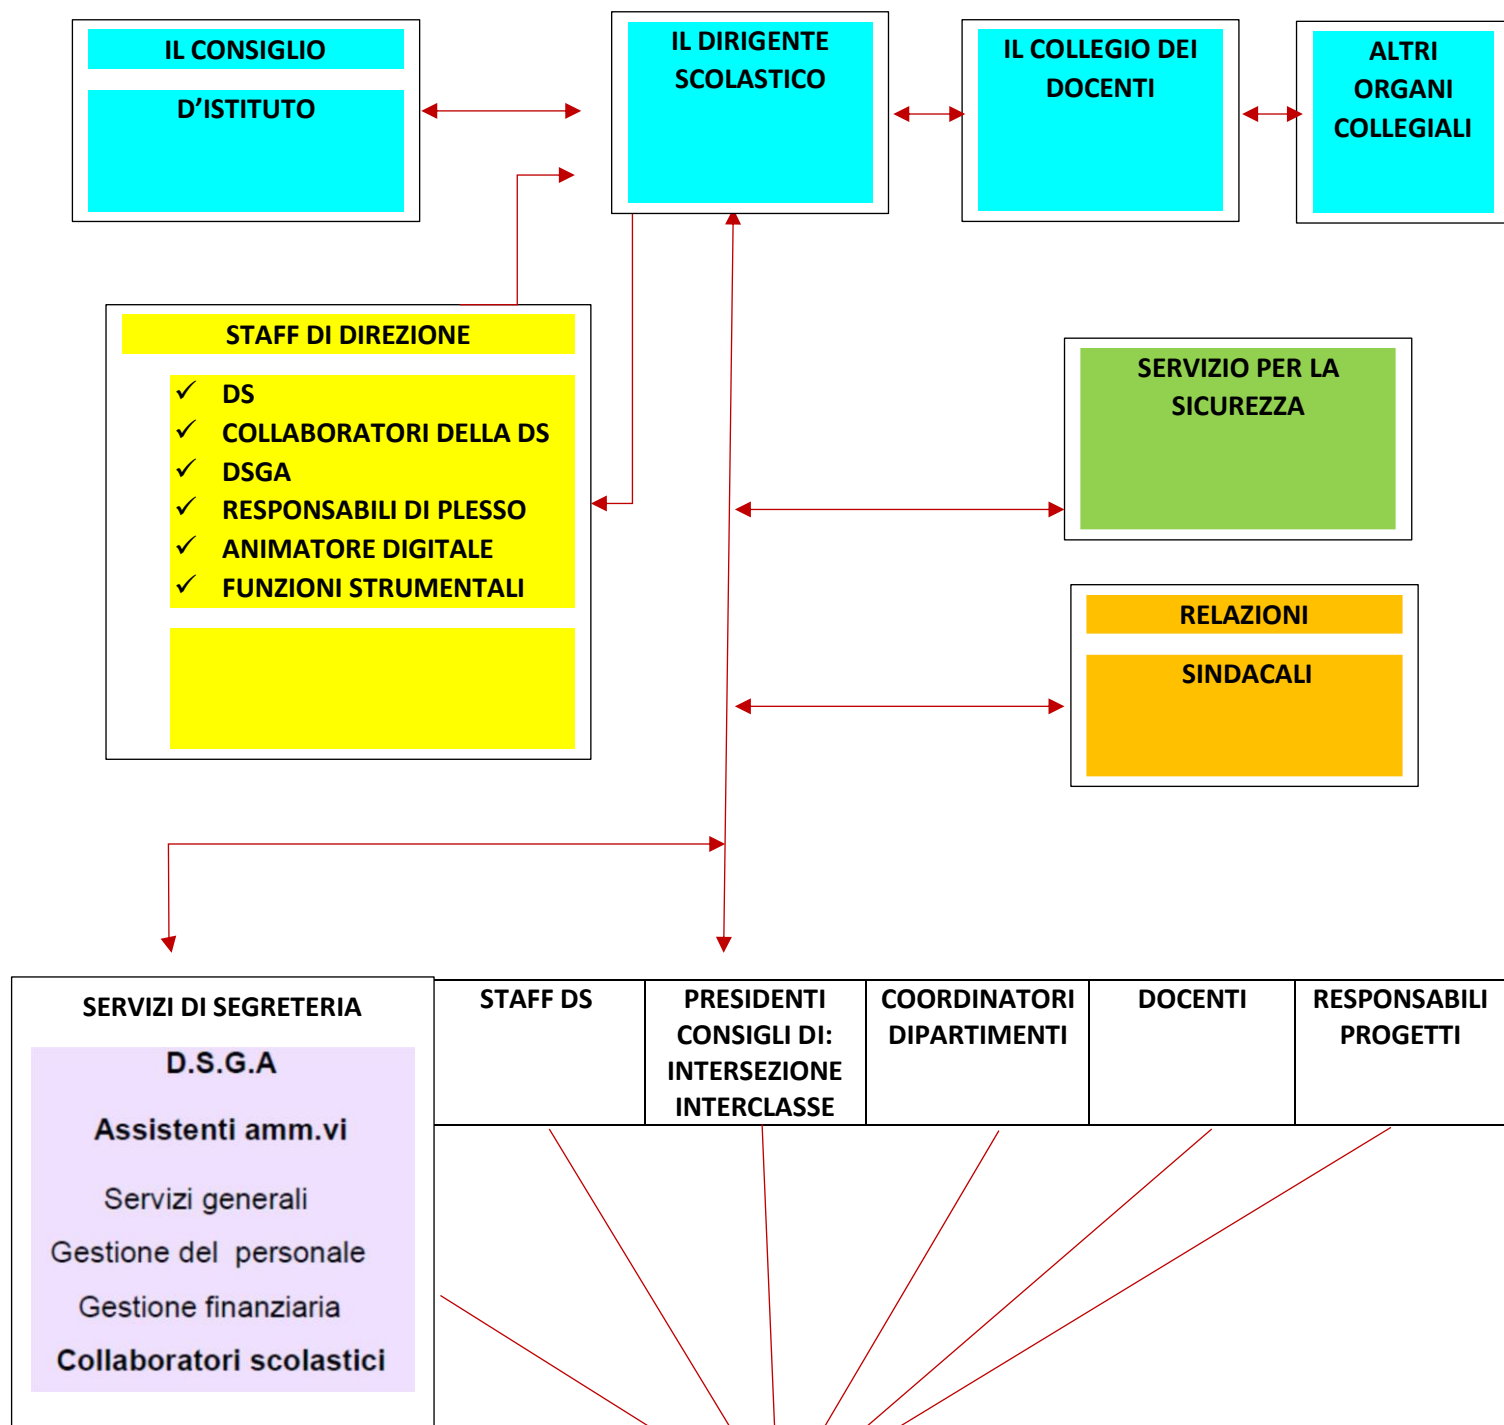 IL CONSIGLIO
D’ISTITUTO
IL DIRIGENTE
SCOLASTICO
IL COLLEGIO DEI
DOCENTI
ALTRI
ORGANI
COLLEGIALI
STAFF DI DIREZIONE
✓ DS
✓ COLLABORATORI DELLA DS
✓ DSGA
✓ RESPONSABILI DI PLESSO
✓ ANIMATORE DIGITALE
✓ FUNZIONI STRUMENTALI
SERVIZIO PER LA
SICUREZZA
RELAZIONI
SINDACALI
SERVIZI DI SEGRETERIA
D.S.G.A
Assistenti amm.vi
Servizi generali
Gestione del personale
Gestione finanziaria
Collaboratori scolastici
STAFF DS
PRESIDENTI
CONSIGLI DI:
INTERSEZIONE
INTERCLASSE
COORDINATORI
DIPARTIMENTI
DOCENTI
RESPONSABILI
PROGETTI